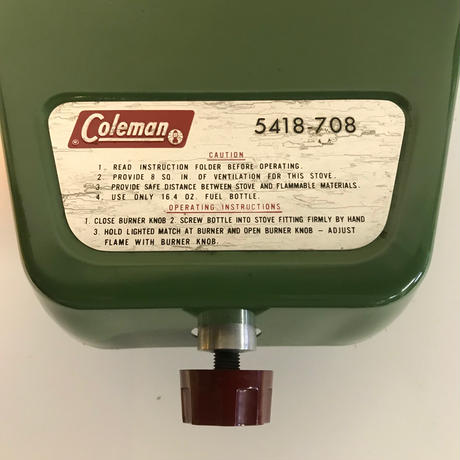 Coleman ®
5418-708
CAUTION
1. READ INSTRUCTION FOLDER BEFORE OPERATING.
2. PROVIDE 8 SQ. IN. OF VENTILATION FOR THIS STOVE.
3. PROVIDE SAFE DISTANCE BETWEEN STOVE AND FLAMMABLE MATERIALS.
4. USE ONLY 16.4 OZ. FUEL BOTTLE.
OPERATING INSTRUCTIONS
1. CLOSE BURNER KNOB 2. SCREW BOTTLE INTO STOVE FITTING FIRMLY BY HAND
3. HOLD LIGHTED MATCH AT BURNER AND OPEN BURNER KNOB – ADJUST
FLAME WITH BURNER KNOB.